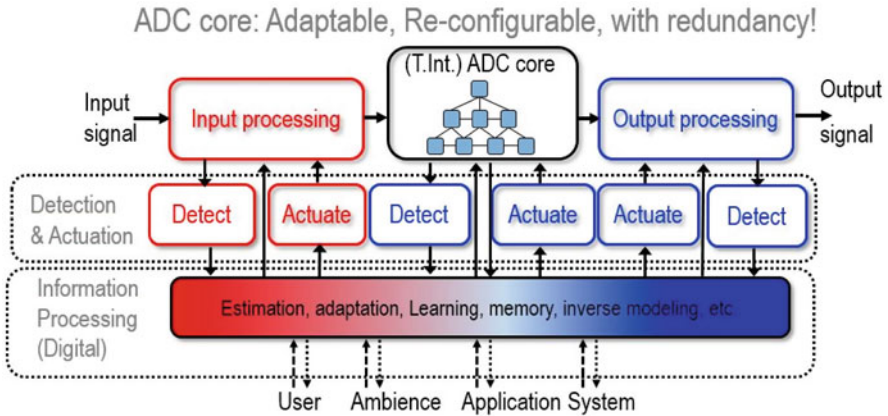 ADC core: Adaptable, Re-configurable, with redundancy!
Input
signal
Input processing
(T.Int.) ADC core
Output processing
Output
signal
Detection
& Actuation
Detect
Actuate
Detect
Actuate
Actuate
Detect
Information
Processing
(Digital)
Estimation, adaptation, Learning, memory, inverse modeling, etc
User
Ambience
Application
System